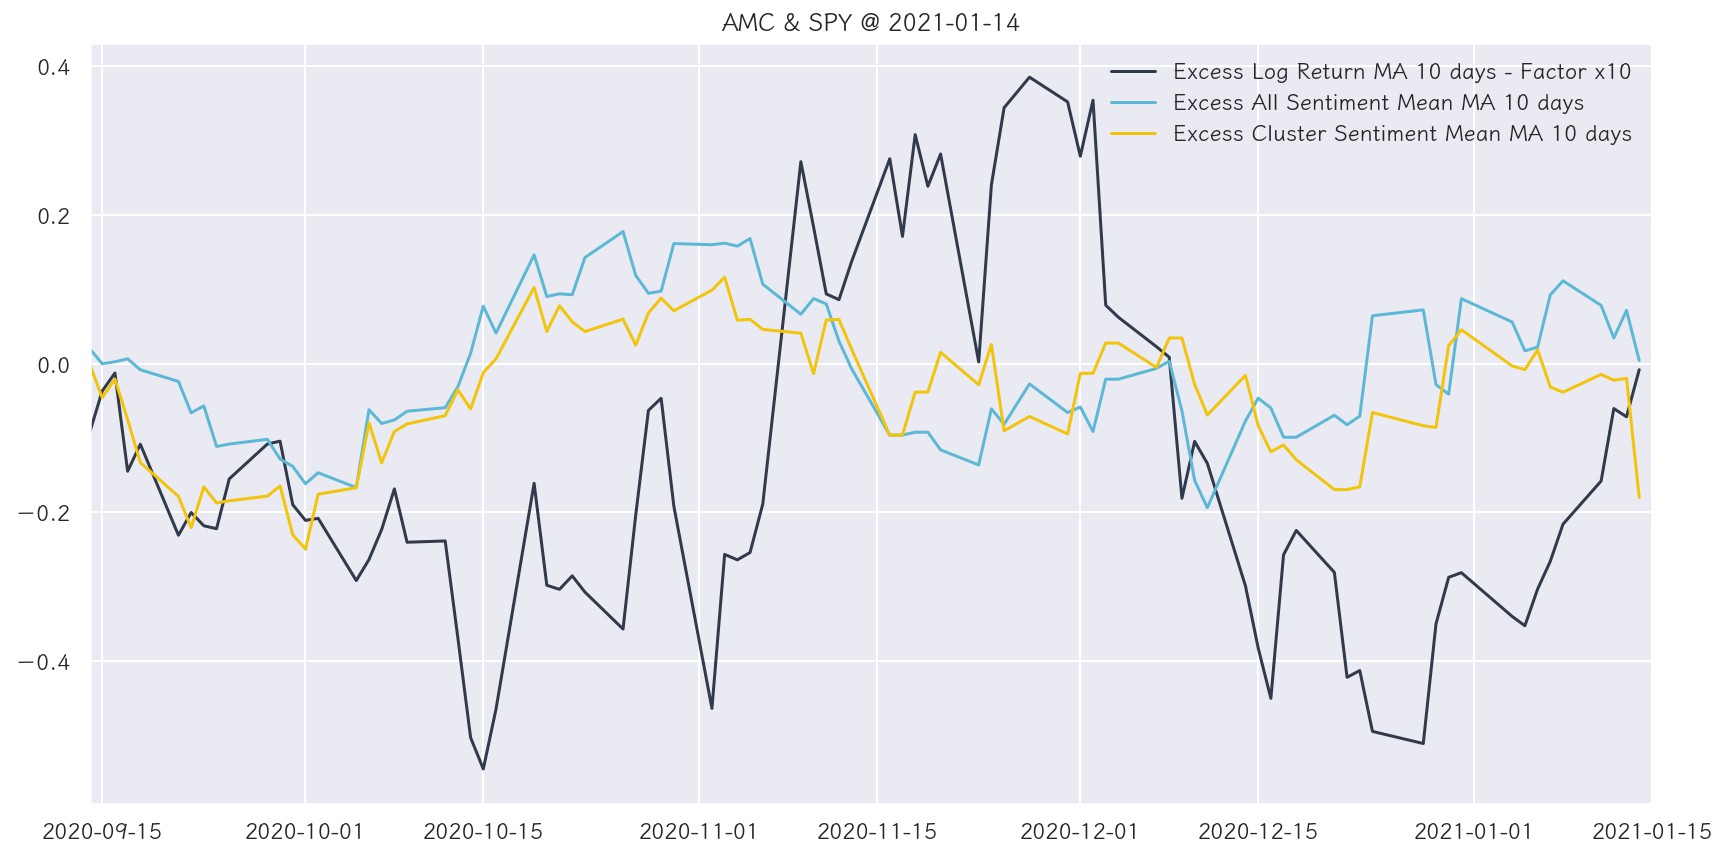 AMC & SPY @ 2021-01-14
Excess Log Return MA 10 days - Factor x10
Excess All Sentiment Mean MA 10 days
Excess Cluster Sentiment Mean MA 10 days
0.4
0.2
0.0
−0.2
−0.4
2020-09-15 2020-10-01 2020-10-15 2020-11-01 2020-11-15 2020-12-01 2020-12-15 2021-01-01 2021-01-15